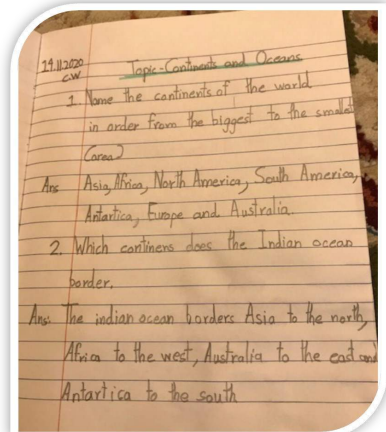 19.11.2020
CW
Topic-Continents and Oceans
1. Name the continents of the world
in order from the biggest to the smallest
(area)
Ans Asia, Africa, North America, South America,
Antartica, Europe and Australia.
2. Which continens does the Indian ocean
border.
Ans: The indian ocean borders Asia to the north,
Africa to the west, Australia to the east and
Antartica to the south